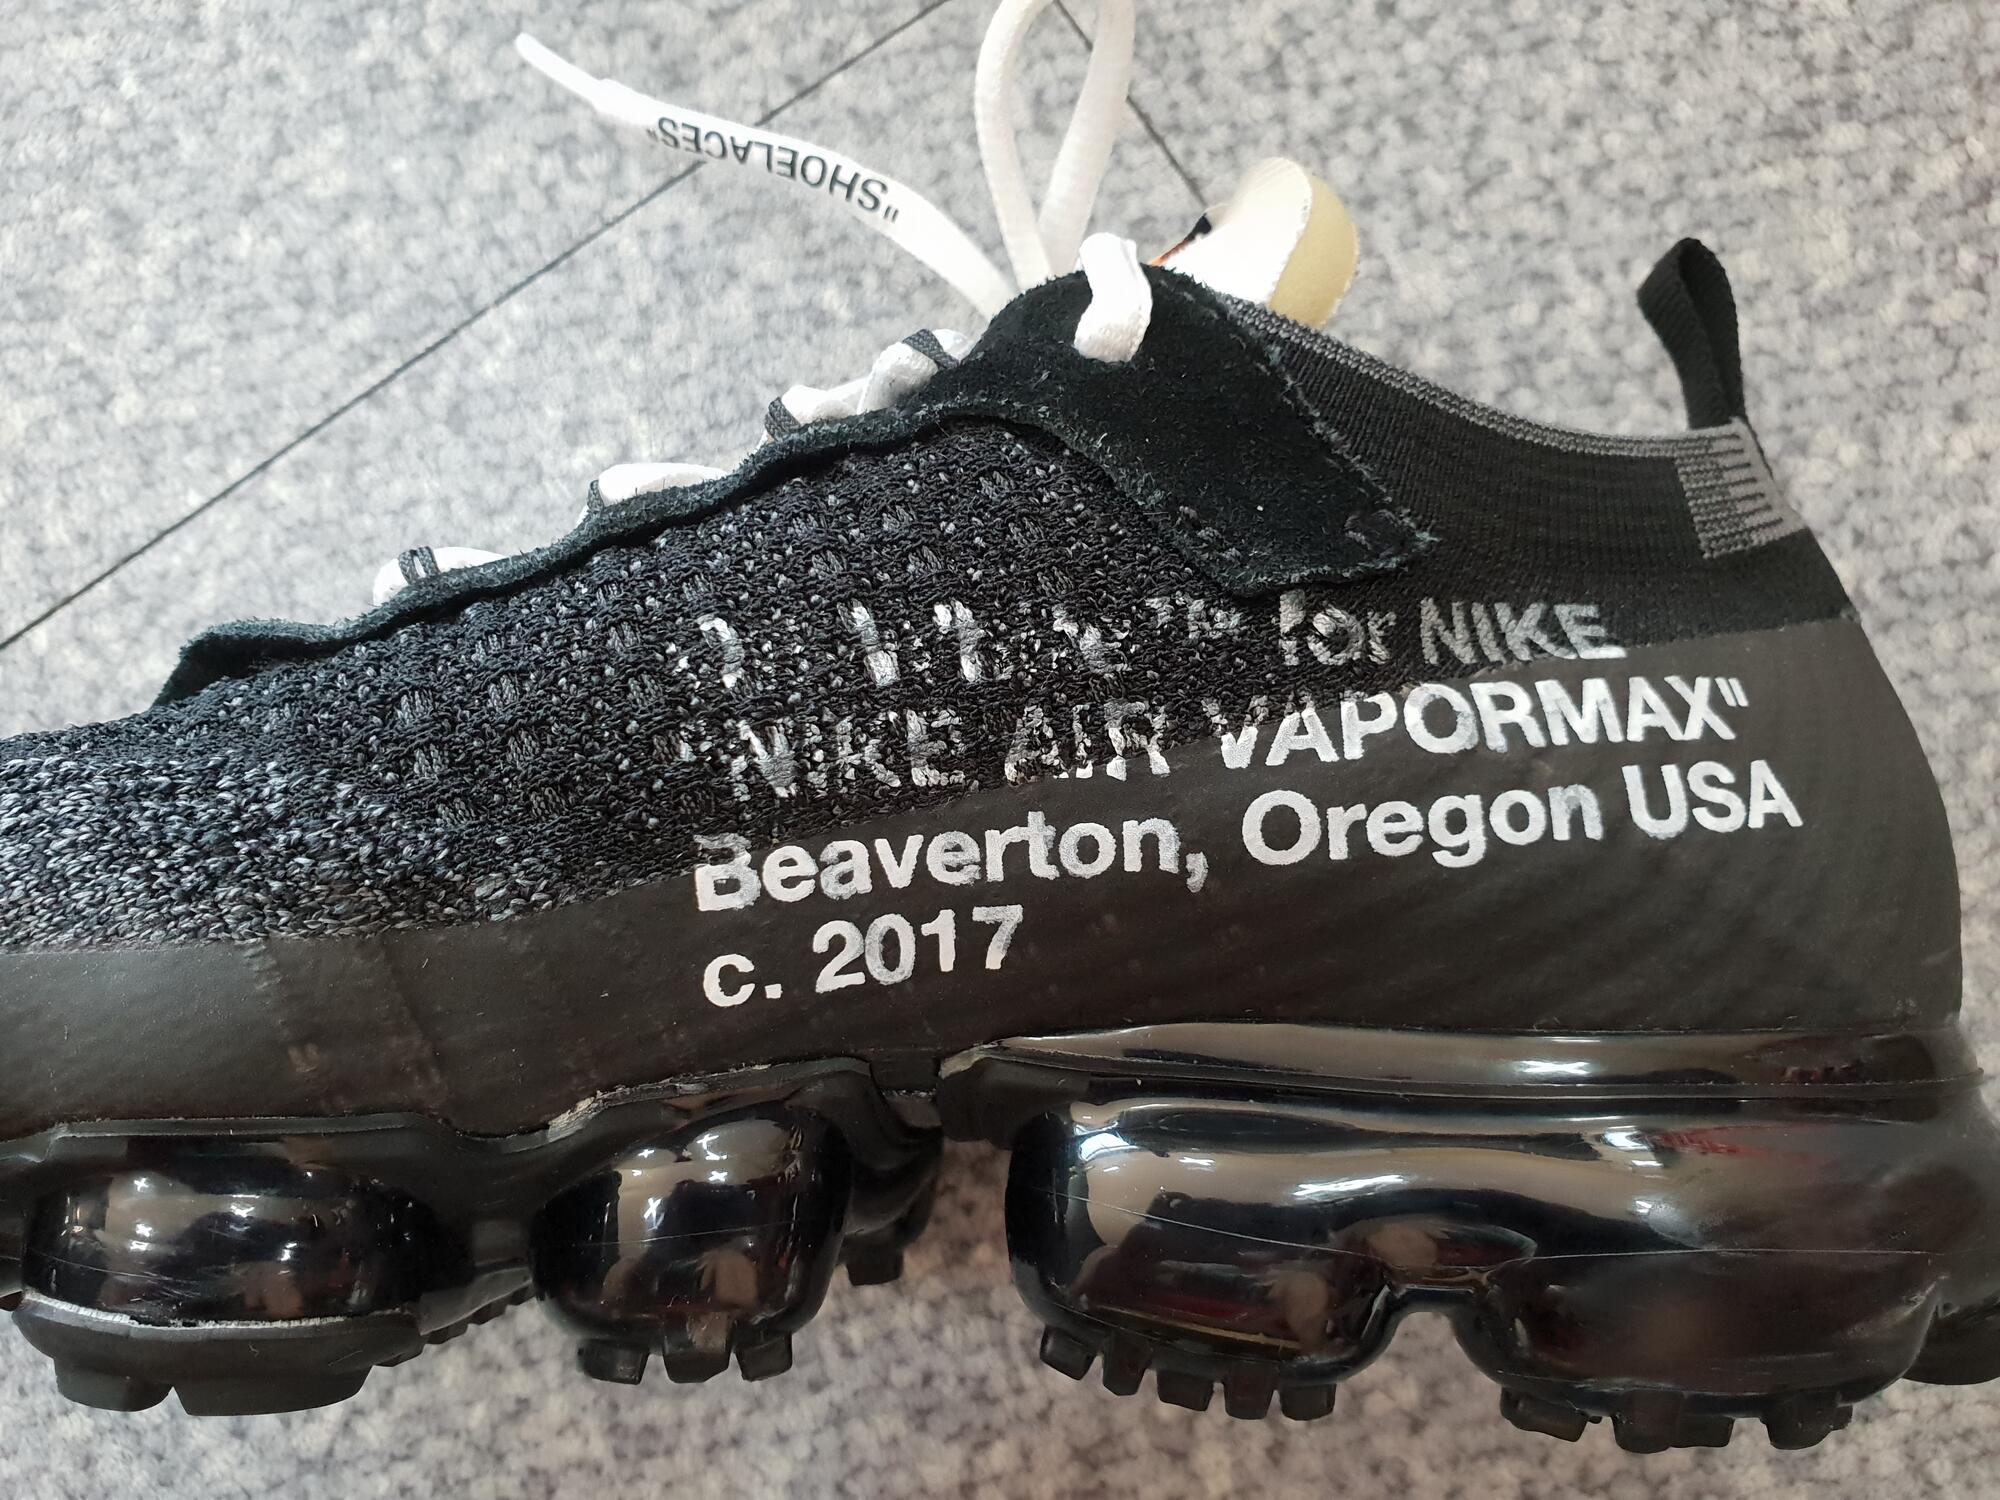 "SHOELACES"
for NIKE
"NIKE AIR VAPORMAX"
Beaverton, Oregon USA
c. 2017